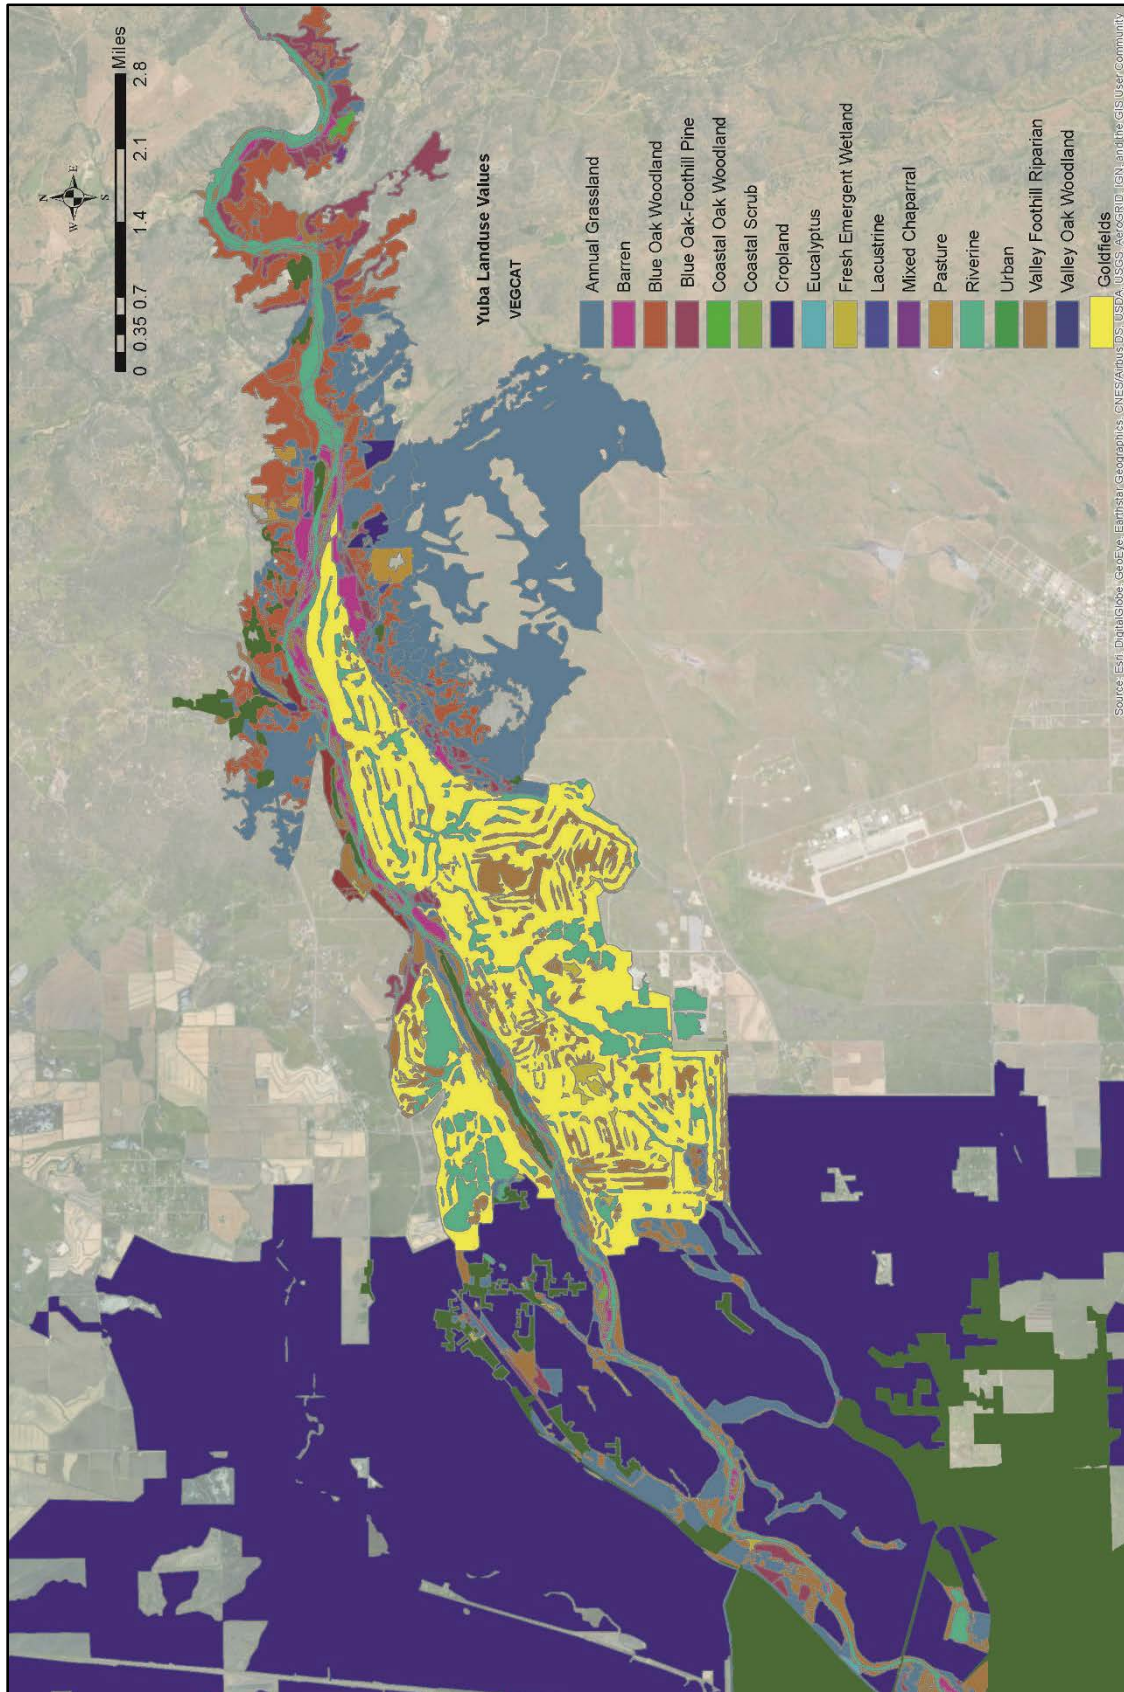 N
W E
S
Miles
0 0.35 0.7 1.4 2.1 2.8
Yuba Landuse Values
VEGCAT
Annual Grassland
Barren
Blue Oak Woodland
Blue Oak-Foothill Pine
Coastal Oak Woodland
Coastal Scrub
Cropland
Eucalyptus
Fresh Emergent Wetland
Lacustrine
Mixed Chaparral
Pasture
Riverine
Urban
Valley Foothill Riparian
Valley Oak Woodland
Goldfields
Source: Esri, DigitalGlobe, GeoEye, Earthstar Geographics, CNES/Airbus DS, USDA, USGS, AeroGRID, IGN, and the GIS User Community